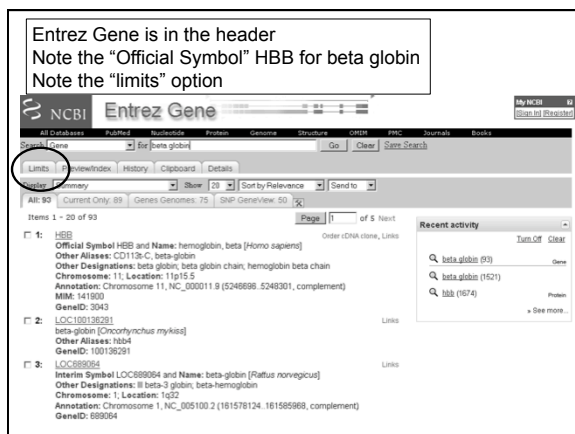 Entrez Gene is in the header
Note the “Official Symbol” HBB for beta globin
Note the “limits” option
NCBI Entrez Gene
My NCBI
[Sign In] [Register]
All Databases PubMed Nucleotide Protein Genome Structure OMIM PMC Journals Books
Search Gene for beta globin Go Clear Save Search
Limits Preview/Index History Clipboard Details
Display Summary Show 20 Sort by Relevance Send to
All: 93 Current Only: 89 Genes Genomes: 75 SNP GeneView: 50
Items 1 - 20 of 93 Page 1 of 5 Next
1: HBB Order cDNA clone, Links
Official Symbol HBB and Name: hemoglobin, beta [Homo sapiens]
Other Aliases: CD113t-C, beta-globin
Other Designations: beta globin; beta globin chain; hemoglobin beta chain
Chromosome: 11; Location: 11p15.5
Annotation: Chromosome 11, NC_000011.9 (5246696..5248301, complement)
MIM: 141900
GeneID: 3043
2: LOC100136291 Links
beta-globin [Oncorhynchus mykiss]
Other Aliases: hbb4
GeneID: 100136291
3: LOC689064 Links
Interim Symbol LOC689064 and Name: beta-globin [Rattus norvegicus]
Other Designations: II beta-3 globin; beta-hemoglobin
Chromosome: 1; Location: 1q32
Annotation: Chromosome 1, NC_005100.2 (161578124..161585968, complement)
GeneID: 689064
Recent activity
Turn Off Clear
beta globin (93) Gene
beta globin (1521)
hbb (1674) Protein
» See more...